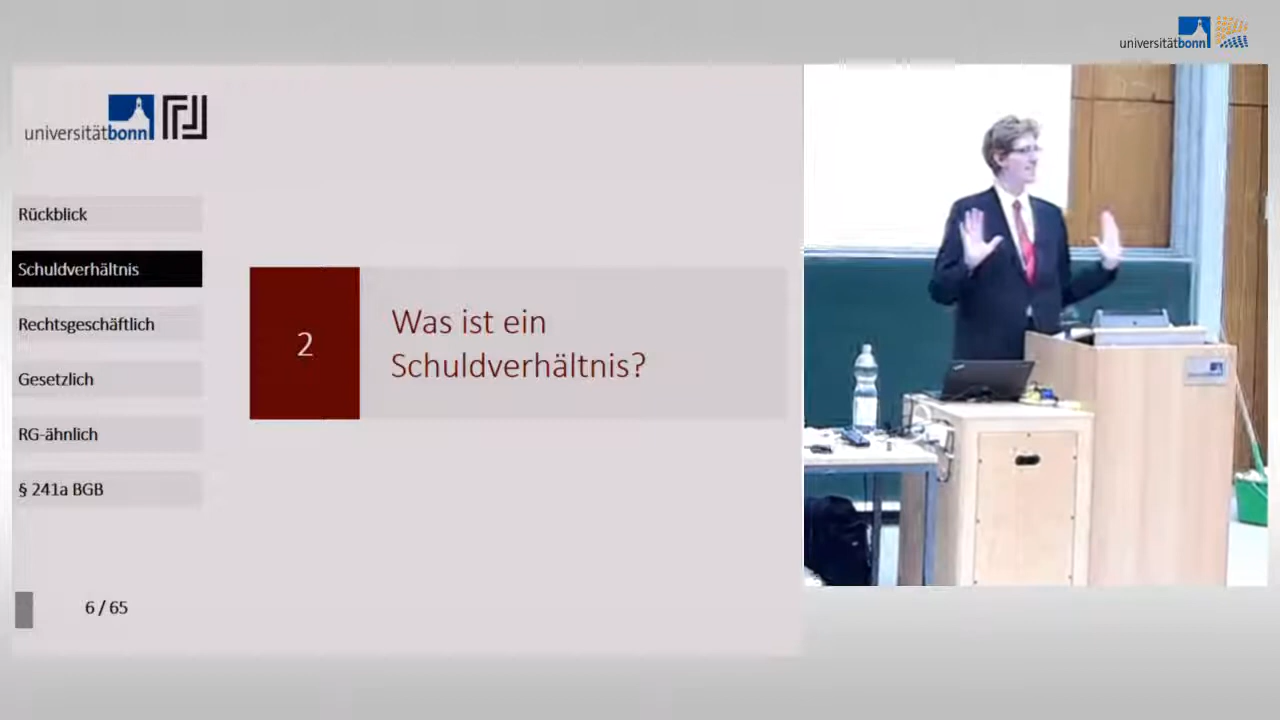 universitätbonn
universitätbonn
Rückblick
Schuldverhältnis
Rechtsgeschäftlich
Gesetzlich
RG-ähnlich
§ 241a BGB
2
Was ist ein
Schuldverhältnis?
6 / 65